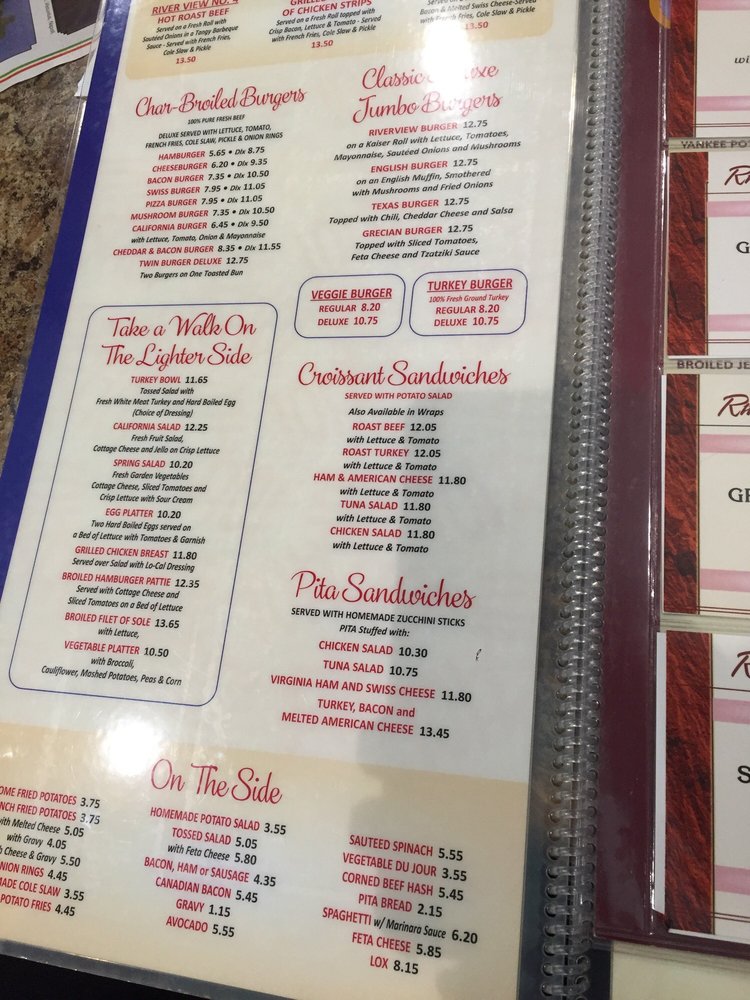 RIVER VIEW NO. 4
HOT ROAST BEEF
Served on a Fresh Roll with
Sautéed Onions in a Tangy Barbeque
Sauce - Served with French Fries,
Cole Slaw & Pickle
13.50
OF CHICKEN STRIPS
Served on a Fresh Roll topped with
Crisp Bacon, Lettuce & Tomato - Served
with French Fries, Cole Slaw & Pickle
13.50
Bacon & Melted Swiss Cheese-Served
with French Fries, Cole Slaw & Pickle
13.50
Char-Broiled Burgers
100% PURE FRESH BEEF
DELUXE SERVED WITH LETTUCE, TOMATO,
FRENCH FRIES, COLE SLAW, PICKLE & ONION RINGS
HAMBURGER 5.65 • Dlx 8.75
CHEESEBURGER 6.20 • Dlx 9.35
BACON BURGER 7.35 • Dlx 10.50
SWISS BURGER 7.95 • Dlx 11.05
PIZZA BURGER 7.95 • Dlx 11.05
MUSHROOM BURGER 7.35 • Dlx 10.50
CALIFORNIA BURGER 6.45 • Dlx 9.50
with Lettuce, Tomato, Onion & Mayonnaise
CHEDDAR & BACON BURGER 8.35 • Dlx 11.55
TWIN BURGER DELUXE 12.75
Two Burgers on One Toasted Bun
Classic
Jumbo Burgers
RIVERVIEW BURGER 12.75
on a Kaiser Roll with Lettuce, Tomatoes,
Mayonnaise, Sautéed Onions and Mushrooms
ENGLISH BURGER 12.75
on an English Muffin, Smothered
with Mushrooms and Fried Onions
TEXAS BURGER 12.75
Topped with Chili, Cheddar Cheese and Salsa
GRECIAN BURGER 12.75
Topped with Sliced Tomatoes,
Feta Cheese and Tzatziki Sauce
VEGGIE BURGER
REGULAR 8.20
DELUXE 10.75
TURKEY BURGER
100% Fresh Ground Turkey
REGULAR 8.20
DELUXE 10.75
Take a Walk On
The Lighter Side
TURKEY BOWL 11.65
Tossed Salad with
Fresh White Meat Turkey and Hard Boiled Egg
(Choice of Dressing)
CALIFORNIA SALAD 12.25
Fresh Fruit Salad,
Cottage Cheese and Jello on Crisp Lettuce
SPRING SALAD 10.20
Fresh Garden Vegetables
Cottage Cheese, Sliced Tomatoes and
Crisp Lettuce with Sour Cream
EGG PLATTER 10.20
Two Hard Boiled Eggs served on
a Bed of Lettuce with Tomatoes & Garnish
GRILLED CHICKEN BREAST 11.80
Served over Salad with Lo-Cal Dressing
BROILED HAMBURGER PATTIE 12.35
Served with Cottage Cheese and
Sliced Tomatoes on a Bed of Lettuce
BROILED FILET OF SOLE 13.65
with Lettuce,
VEGETABLE PLATTER 10.50
with Broccoli,
Cauliflower, Mashed Potatoes, Peas & Corn
Croissant Sandwiches
SERVED WITH POTATO SALAD
Also Available in Wraps
ROAST BEEF 12.05
with Lettuce & Tomato
ROAST TURKEY 12.05
with Lettuce & Tomato
HAM & AMERICAN CHEESE 11.80
with Lettuce & Tomato
TUNA SALAD 11.80
with Lettuce & Tomato
CHICKEN SALAD 11.80
with Lettuce & Tomato
Pita Sandwiches
SERVED WITH HOMEMADE ZUCCHINI STICKS
PITA Stuffed with:
CHICKEN SALAD 10.30
TUNA SALAD 10.75
VIRGINIA HAM AND SWISS CHEESE 11.80
TURKEY, BACON and
MELTED AMERICAN CHEESE 13.45
On The Side
OME FRIED POTATOES 3.75
NCH FRIED POTATOES 3.75
with Melted Cheese 5.05
with Gravy 4.05
Cheese & Gravy 5.50
NION RINGS 4.45
MADE COLE SLAW 3.55
POTATO FRIES 4.45
HOMEMADE POTATO SALAD 3.55
TOSSED SALAD 5.05
with Feta Cheese 5.80
BACON, HAM or SAUSAGE 4.35
CANADIAN BACON 5.45
GRAVY 1.15
AVOCADO 5.55
SAUTEED SPINACH 5.55
VEGETABLE DU JOUR 3.55
CORNED BEEF HASH 5.45
PITA BREAD 2.15
SPAGHETTI w/ Marinara Sauce 6.20
FETA CHEESE 5.85
LOX 8.15
YANKEE POT
BROILED JE